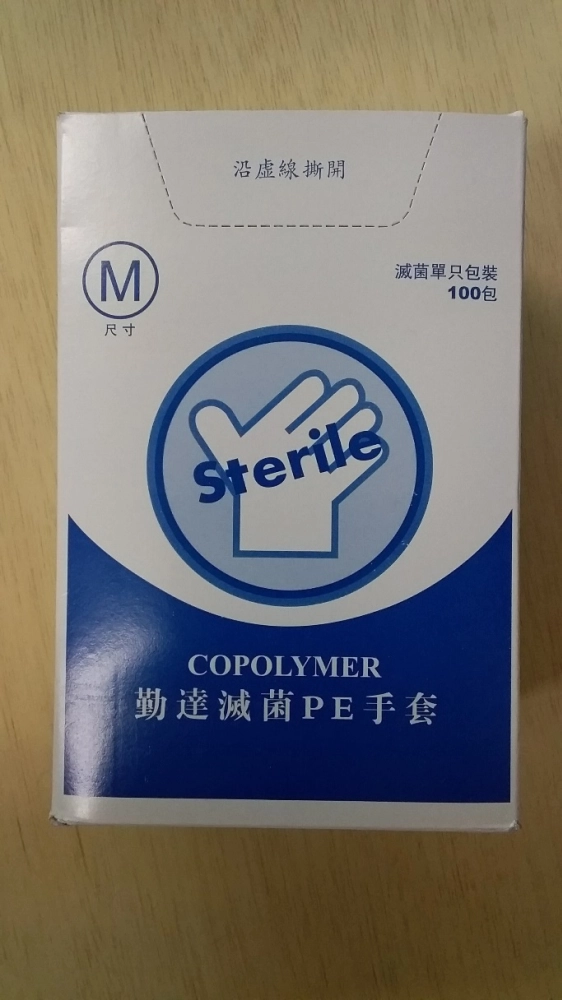 沿虛線撕開
M
尺寸
滅菌單只包裝
100包
Sterile
COPOLYMER
勤達滅菌PE手套